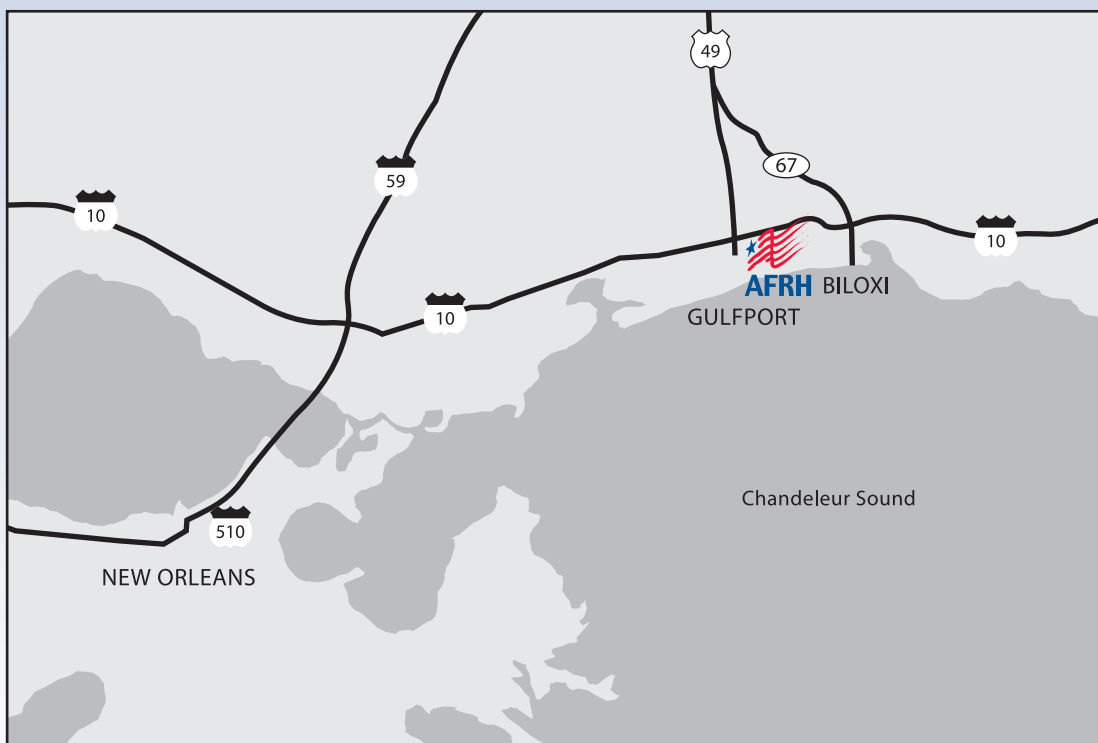 49
67
59
10
10
10
AFRH BILOXI
GULFPORT
Chandeleur Sound
510
NEW ORLEANS